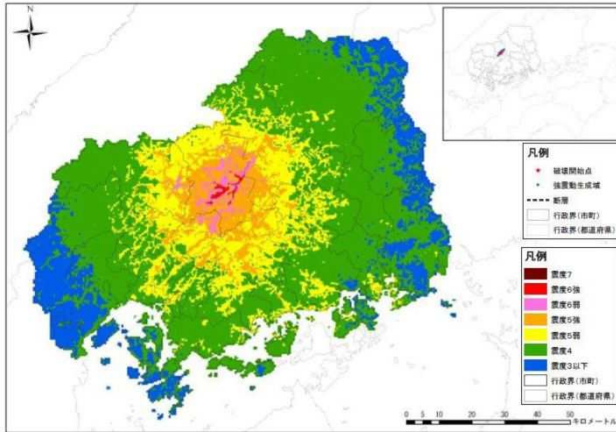 N
凡例
破壊開始点
強震動生成域
断層
行政界(市町)
行政界(都道府県)
凡例
震度7
震度6強
震度6弱
震度5強
震度5弱
震度4
震度3以下
行政界(市町)
行政界(都道府県)
0 5 10 20 30 40 50
キロメートル